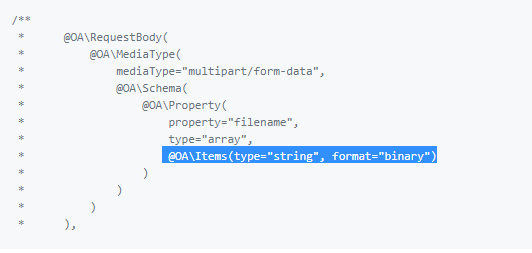 /**
*      @OA\RequestBody(
*          @OA\MediaType(
*              mediaType="multipart/form-data",
*              @OA\Schema(
*                  @OA\Property(
*                      property="filename",
*                      type="array",
*                      @OA\Items(type="string", format="binary")
*                  )
*              )
*          )
*      ),